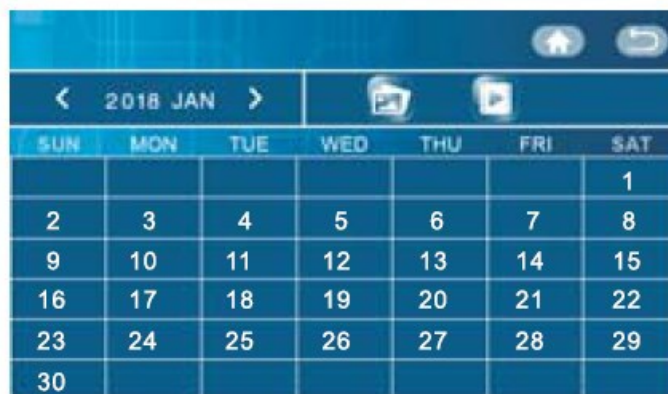 2018 JAN
SUN MON TUE WED THU FRI SAT
1
2 3 4 5 6 7 8
9 10 11 12 13 14 15
16 17 18 19 20 21 22
23 24 25 26 27 28 29
30